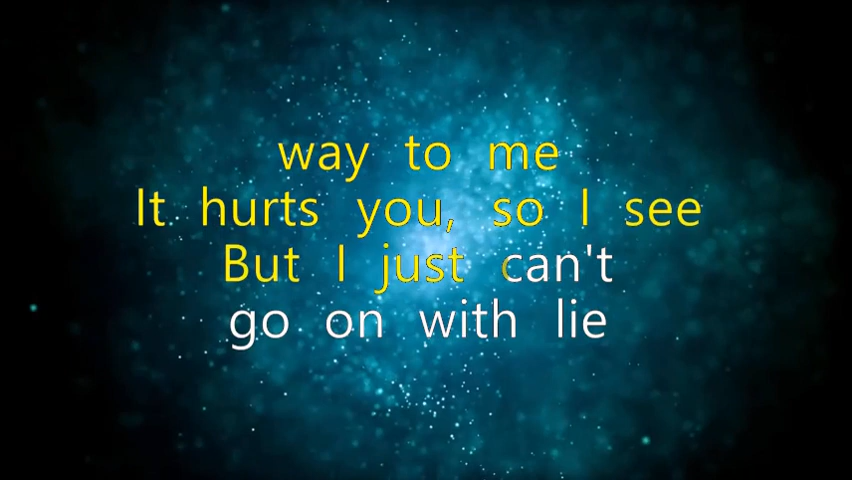 way to me
It hurts you, so I see
But I just can't
go on with lie